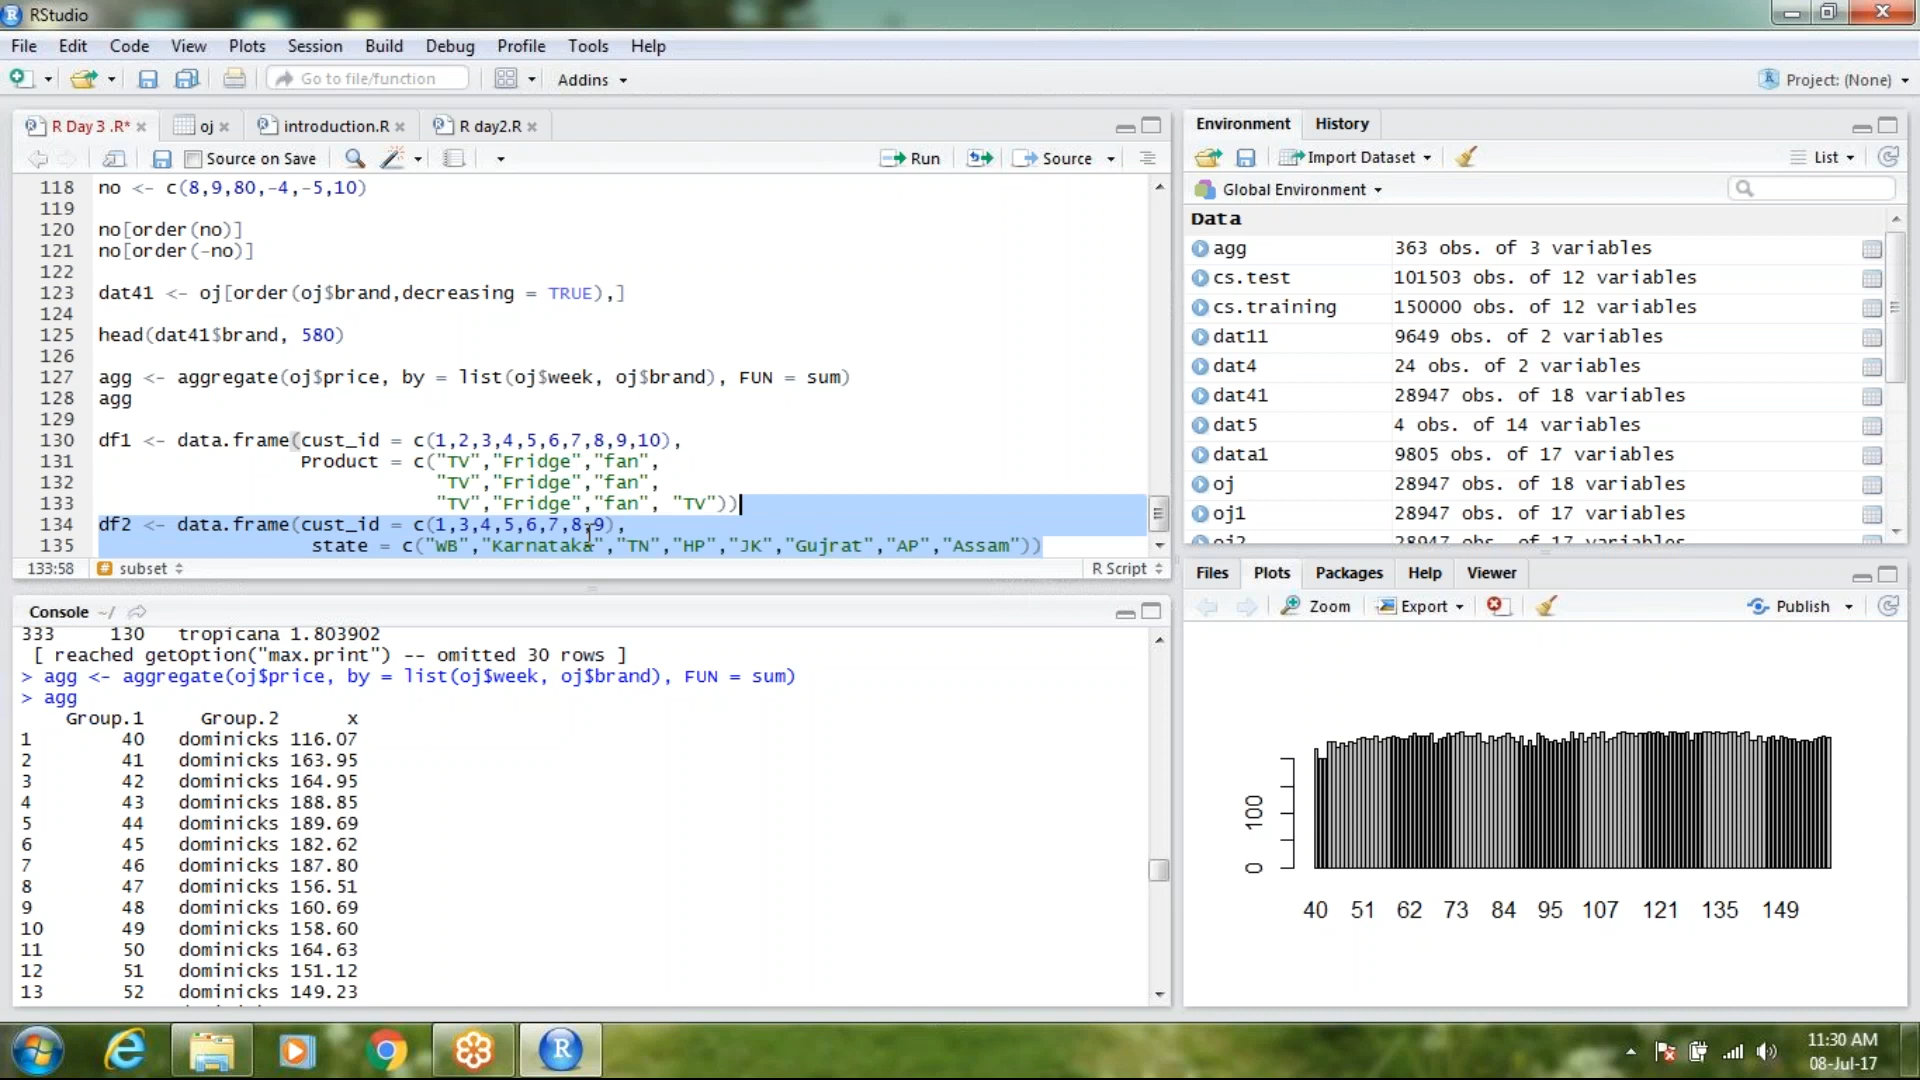 RStudio
File Edit Code View Plots Session Build Debug Profile Tools Help
Go to file/function Addins Project: (None)
R Day 3 .R* oj introduction.R R day2.R
Source on Save Run Source
118 no <- c(8,9,80,-4,-5,10)
119
120 no[order(no)]
121 no[order(-no)]
122
123 dat41 <- oj[order(oj$brand,decreasing = TRUE),]
124
125 head(dat41$brand, 580)
126
127 agg <- aggregate(oj$price, by = list(oj$week, oj$brand), FUN = sum)
128 agg
129
130 df1 <- data.frame(cust_id = c(1,2,3,4,5,6,7,8,9,10),
131 Product = c("TV","Fridge","fan",
132 "TV","Fridge","fan",
133 "TV","Fridge","fan", "TV"))
134 df2 <- data.frame(cust_id = c(1,3,4,5,6,7,8,9),
135 state = c("WB","Karnataka","TN","HP","JK","Gujrat","AP","Assam"))
133:58 # subset R Script
Console ~/
333 130 tropicana 1.803902
[ reached getOption("max.print") -- omitted 30 rows ]
> agg <- aggregate(oj$price, by = list(oj$week, oj$brand), FUN = sum)
> agg
Group.1 Group.2 x
1 40 dominicks 116.07
2 41 dominicks 163.95
3 42 dominicks 164.95
4 43 dominicks 188.85
5 44 dominicks 189.69
6 45 dominicks 182.62
7 46 dominicks 187.80
8 47 dominicks 156.51
9 48 dominicks 160.69
10 49 dominicks 158.60
11 50 dominicks 164.63
12 51 dominicks 151.12
13 52 dominicks 149.23
Environment History
Import Dataset List
Global Environment
Data
agg 363 obs. of 3 variables
cs.test 101503 obs. of 12 variables
cs.training 150000 obs. of 12 variables
dat11 9649 obs. of 2 variables
dat4 24 obs. of 2 variables
dat41 28947 obs. of 18 variables
dat5 4 obs. of 14 variables
data1 9805 obs. of 17 variables
oj 28947 obs. of 18 variables
oj1 28947 obs. of 17 variables
oj2 28947 obs. of 17 variables
Files Plots Packages Help Viewer
Zoom Export Publish
0 100
40 51 62 73 84 95 107 121 135 149
11:30 AM
08-Jul-17